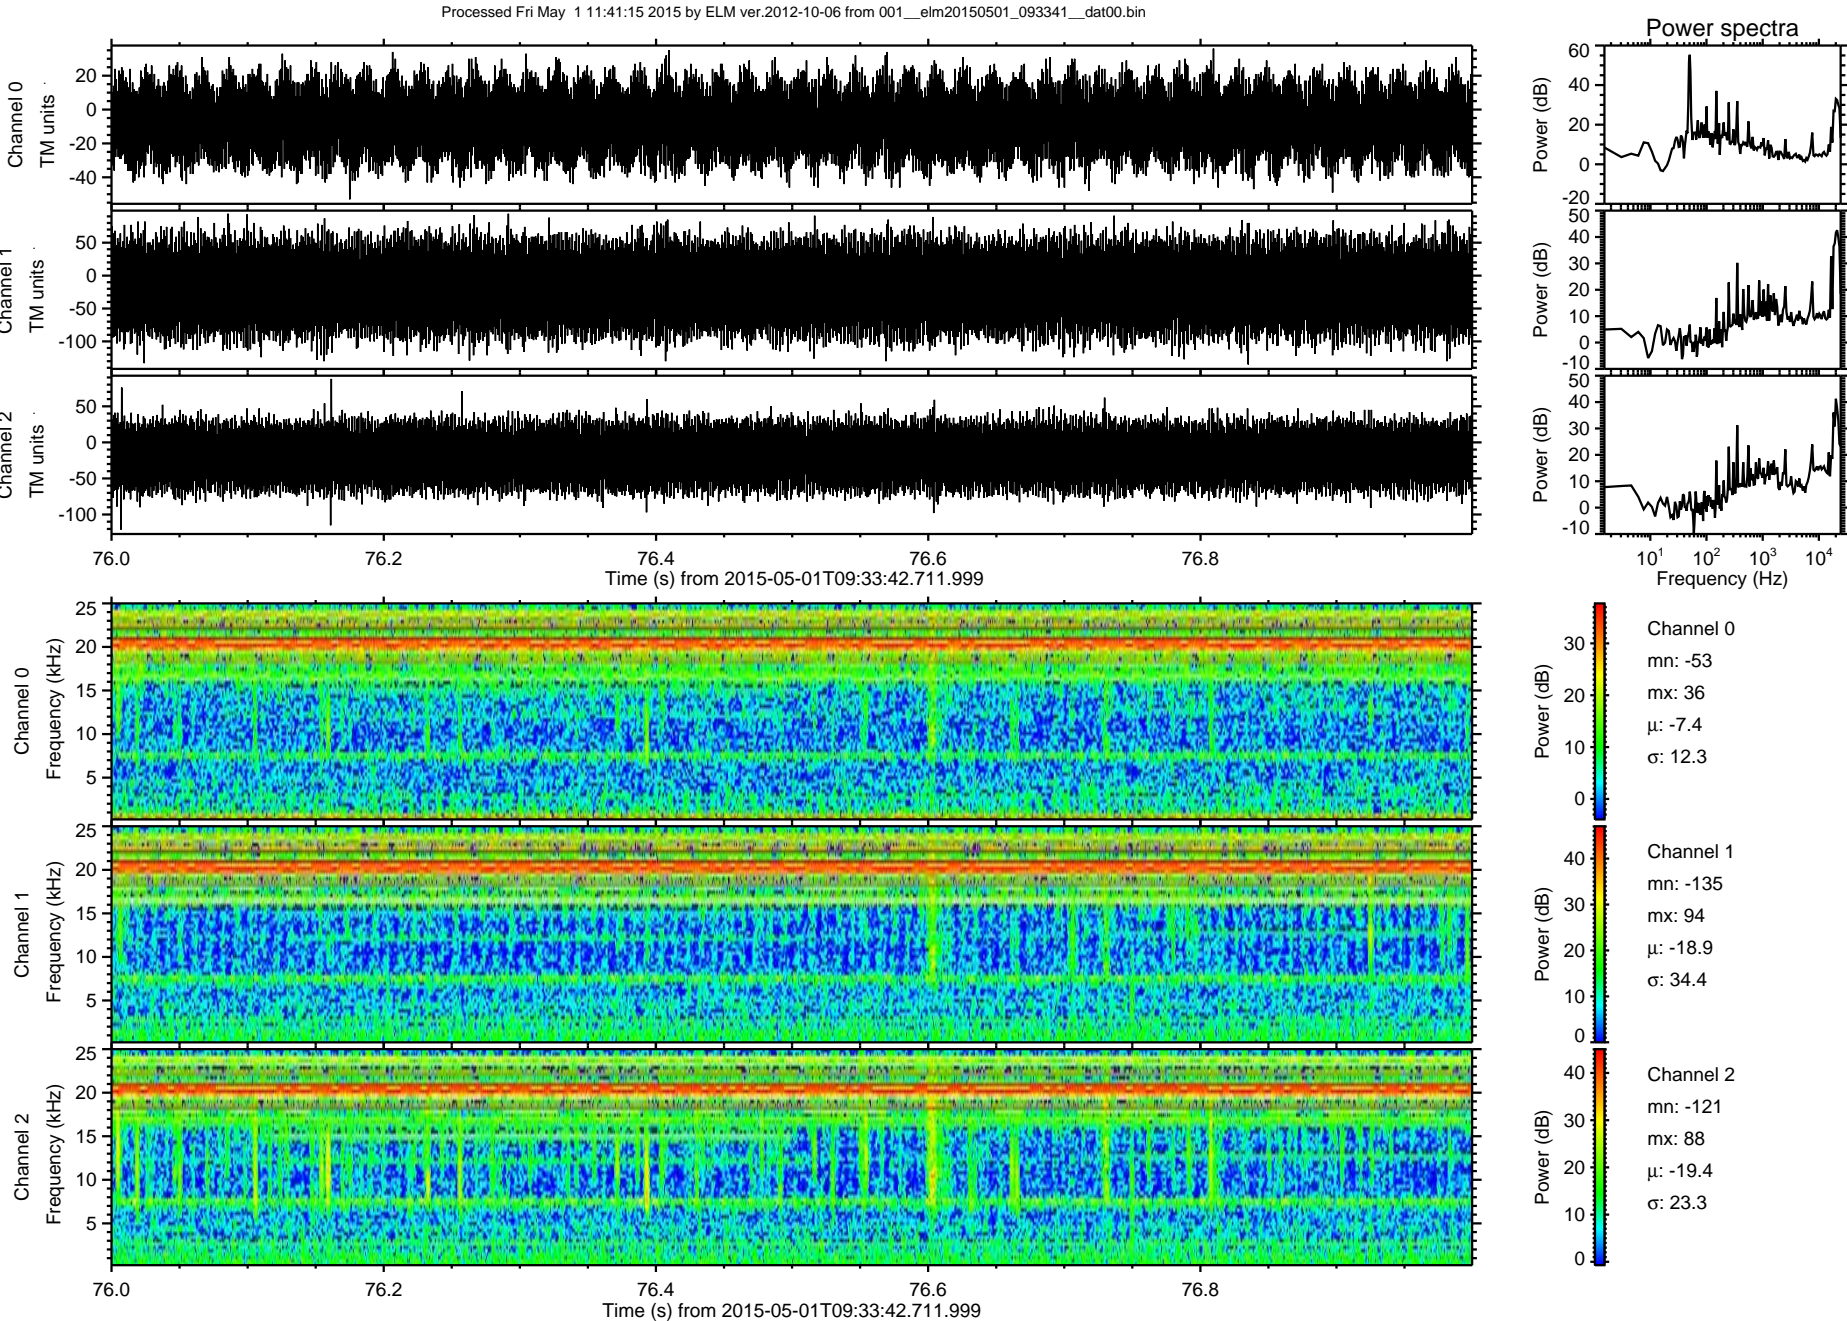 Processed Fri May 1 11:41:15 2015 by ELM ver.2012-10-06 from 001__elm20150501_093341__dat00.bin
Power spectra
Channel 0
TM units
20
0
-20
-40
Power (dB)
60
40
20
0
-20
Channel 1
TM units
50
0
-50
-100
Power (dB)
50
40
30
20
10
0
-10
Channel 2
TM units
50
0
-50
-100
Power (dB)
50
40
30
20
10
0
-10
76.0 76.2 76.4 76.6 76.8
Time (s) from 2015-05-01T09:33:42.711.999
10^1 10^2 10^3 10^4
Frequency (Hz)
Channel 0
Frequency (kHz)
25
20
15
10
5
Power (dB)
30
20
10
0
Channel 0
mn: -53
mx: 36
μ: -7.4
σ: 12.3
Channel 1
Frequency (kHz)
25
20
15
10
5
Power (dB)
40
30
20
10
0
Channel 1
mn: -135
mx: 94
μ: -18.9
σ: 34.4
Channel 2
Frequency (kHz)
25
20
15
10
5
Power (dB)
40
30
20
10
0
Channel 2
mn: -121
mx: 88
μ: -19.4
σ: 23.3
76.0 76.2 76.4 76.6 76.8
Time (s) from 2015-05-01T09:33:42.711.999